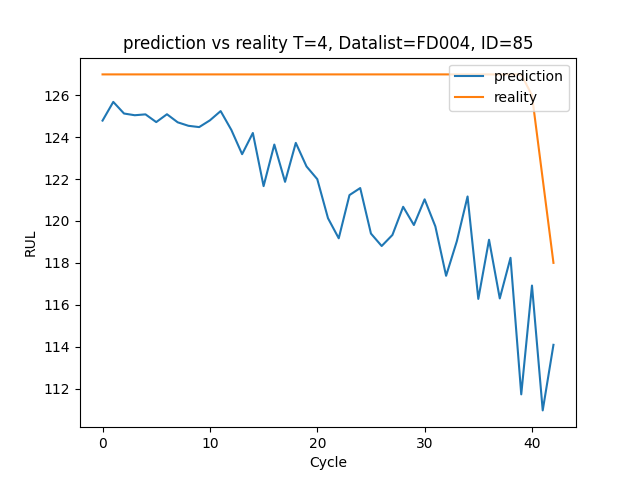 prediction vs reality T=4, Datalist=FD004, ID=85
prediction
reality
126
124
122
120
118
116
114
112
RUL
0 10 20 30 40
Cycle